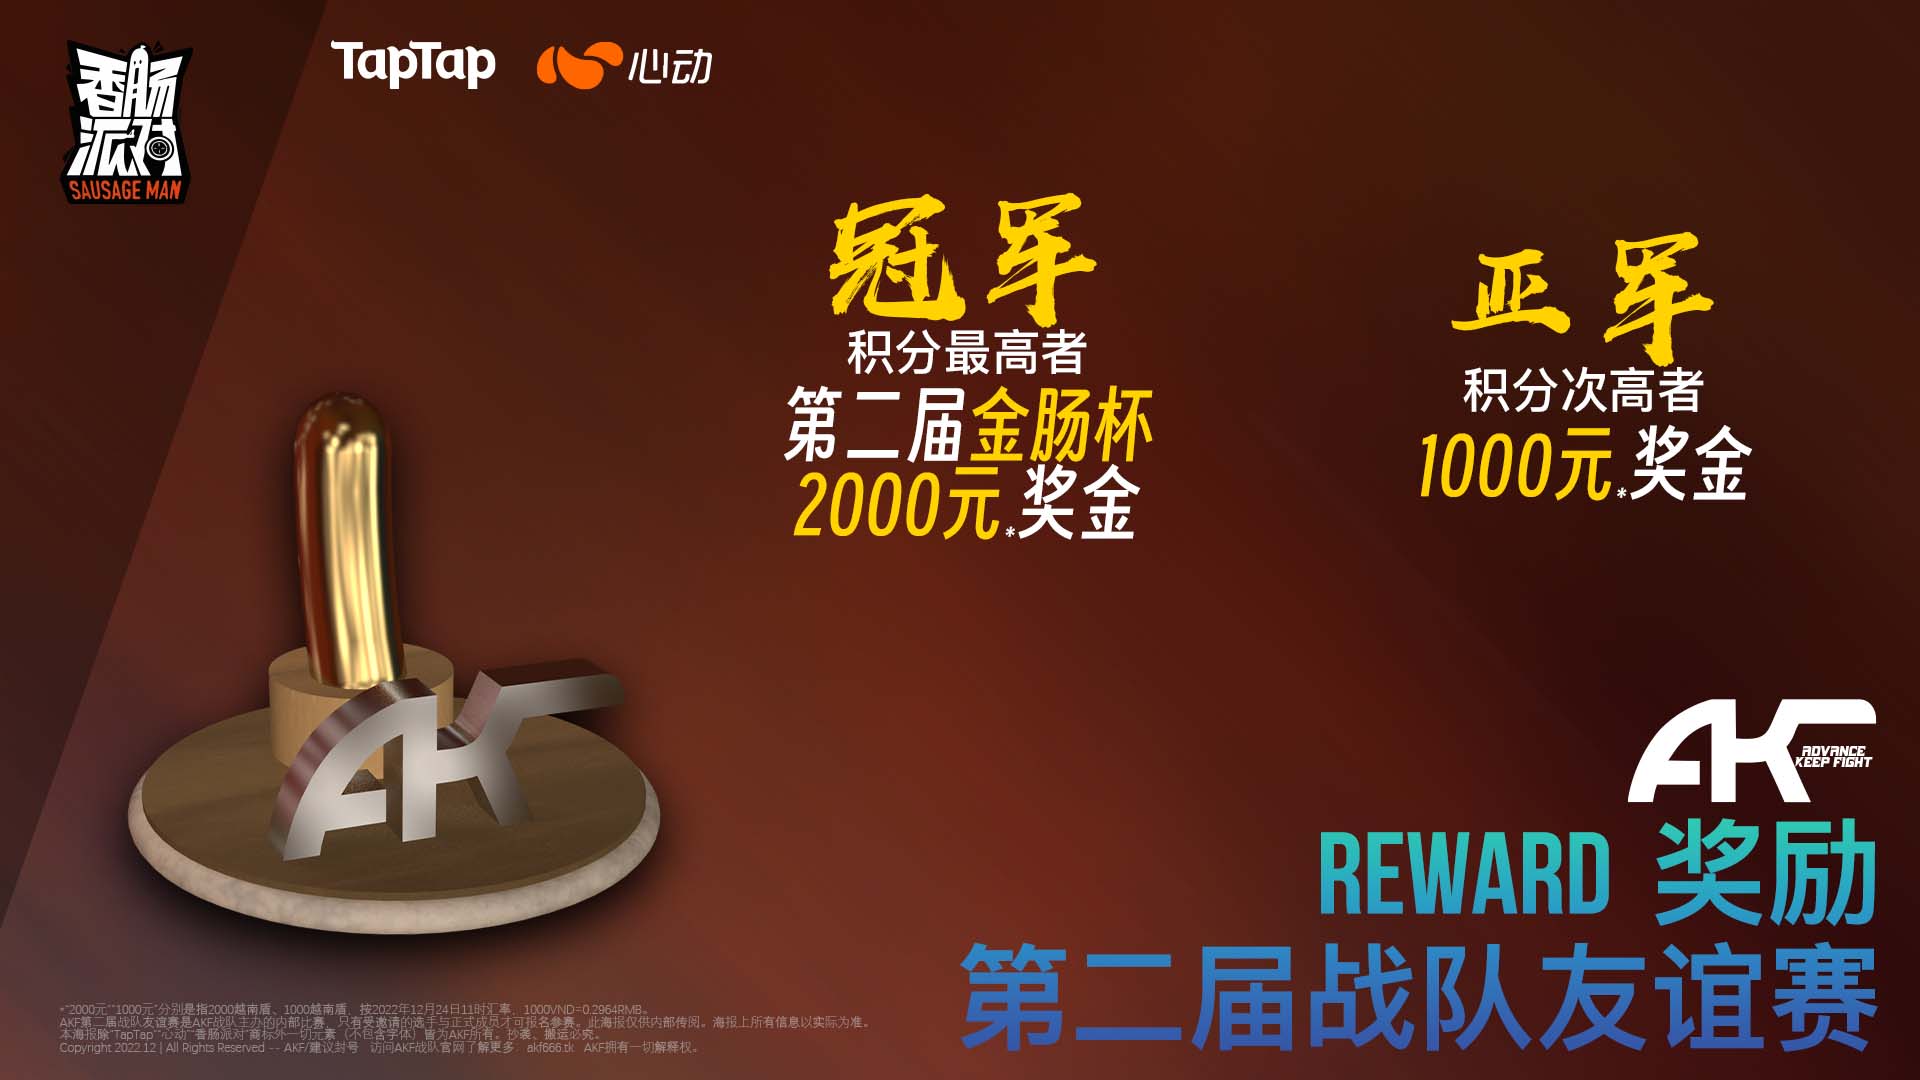 香肠派对
SAUSAGE MAN
TapTap
心动
冠军
积分最高者
第二届金肠杯
2000元*奖金
亚军
积分次高者
1000元*奖金
AKF
AKF
ADVANCE
KEEP FIGHT
REWARD 奖励
第二届战队友谊赛
*“2000元”“1000元”分别是指2000越南盾、1000越南盾，按2022年12月24日11时汇率，1000VND=0.2964RMB。
AKF第二届战队友谊赛是AKF战队主办的内部比赛，只有受邀请的选手与正式成员才可报名参赛。此海报仅供内部传阅。海报上所有信息以实际为准。
本海报除“TapTap”“心动”“香肠派对”商标外一切元素（不包含字体）皆为AKF所有。抄袭、搬运必究。
Copyright 2022.12 | All Rights Reserved -- AKF/建议封号 访问AKF战队官网了解更多：akf666.tk AKF拥有一切解释权。